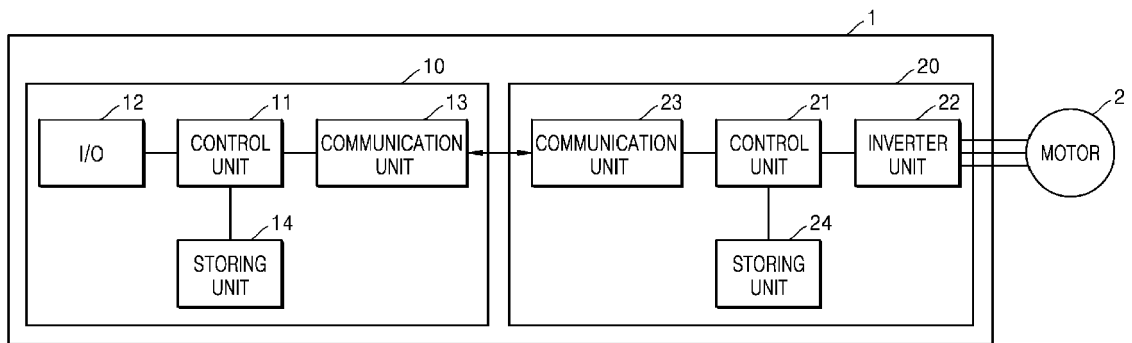 1
10
20
12
11
13
23
21
22
2
I/O
CONTROL
UNIT
COMMUNICATION
UNIT
COMMUNICATION
UNIT
CONTROL
UNIT
INVERTER
UNIT
MOTOR
14
24
STORING
UNIT
STORING
UNIT